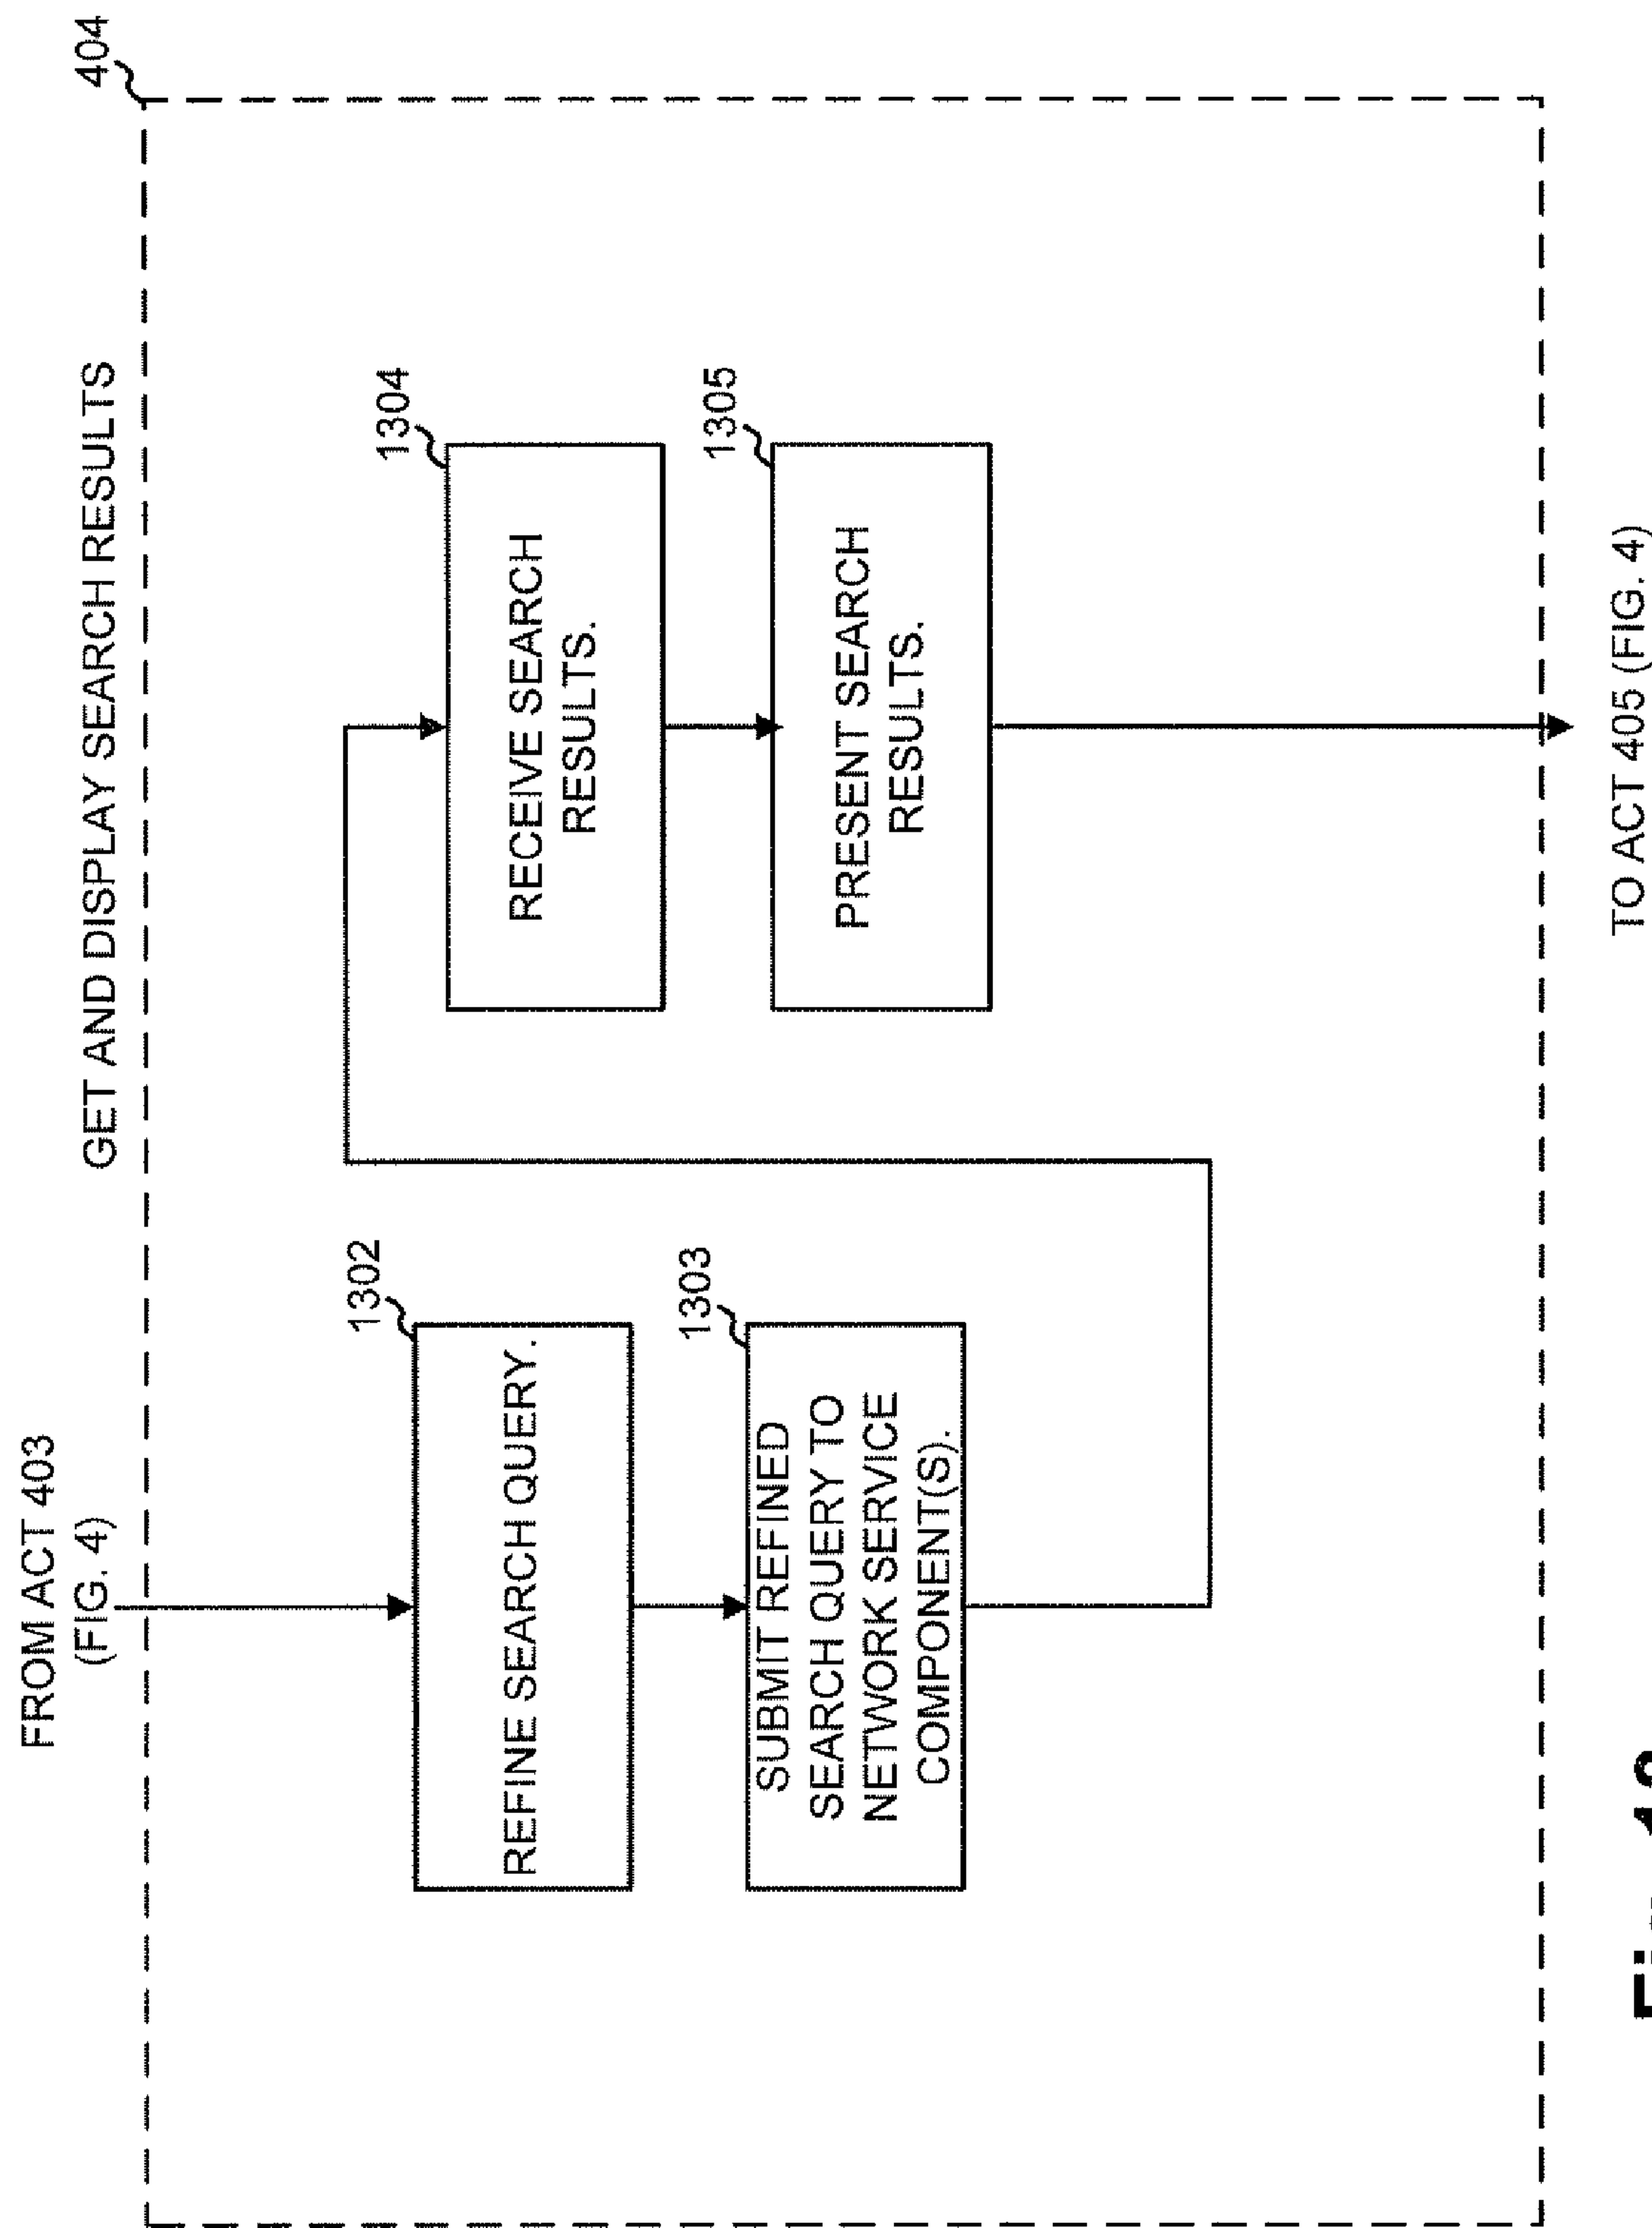 FROM ACT 403
(FIG. 4)
GET AND DISPLAY SEARCH RESULTS
404
1302
REFINE SEARCH QUERY.
1303
SUBMIT REFINED
SEARCH QUERY TO
NETWORK SERVICE
COMPONENT(S).
1304
RECEIVE SEARCH
RESULTS.
1305
PRESENT SEARCH
RESULTS.
TO ACT 405 (FIG. 4)